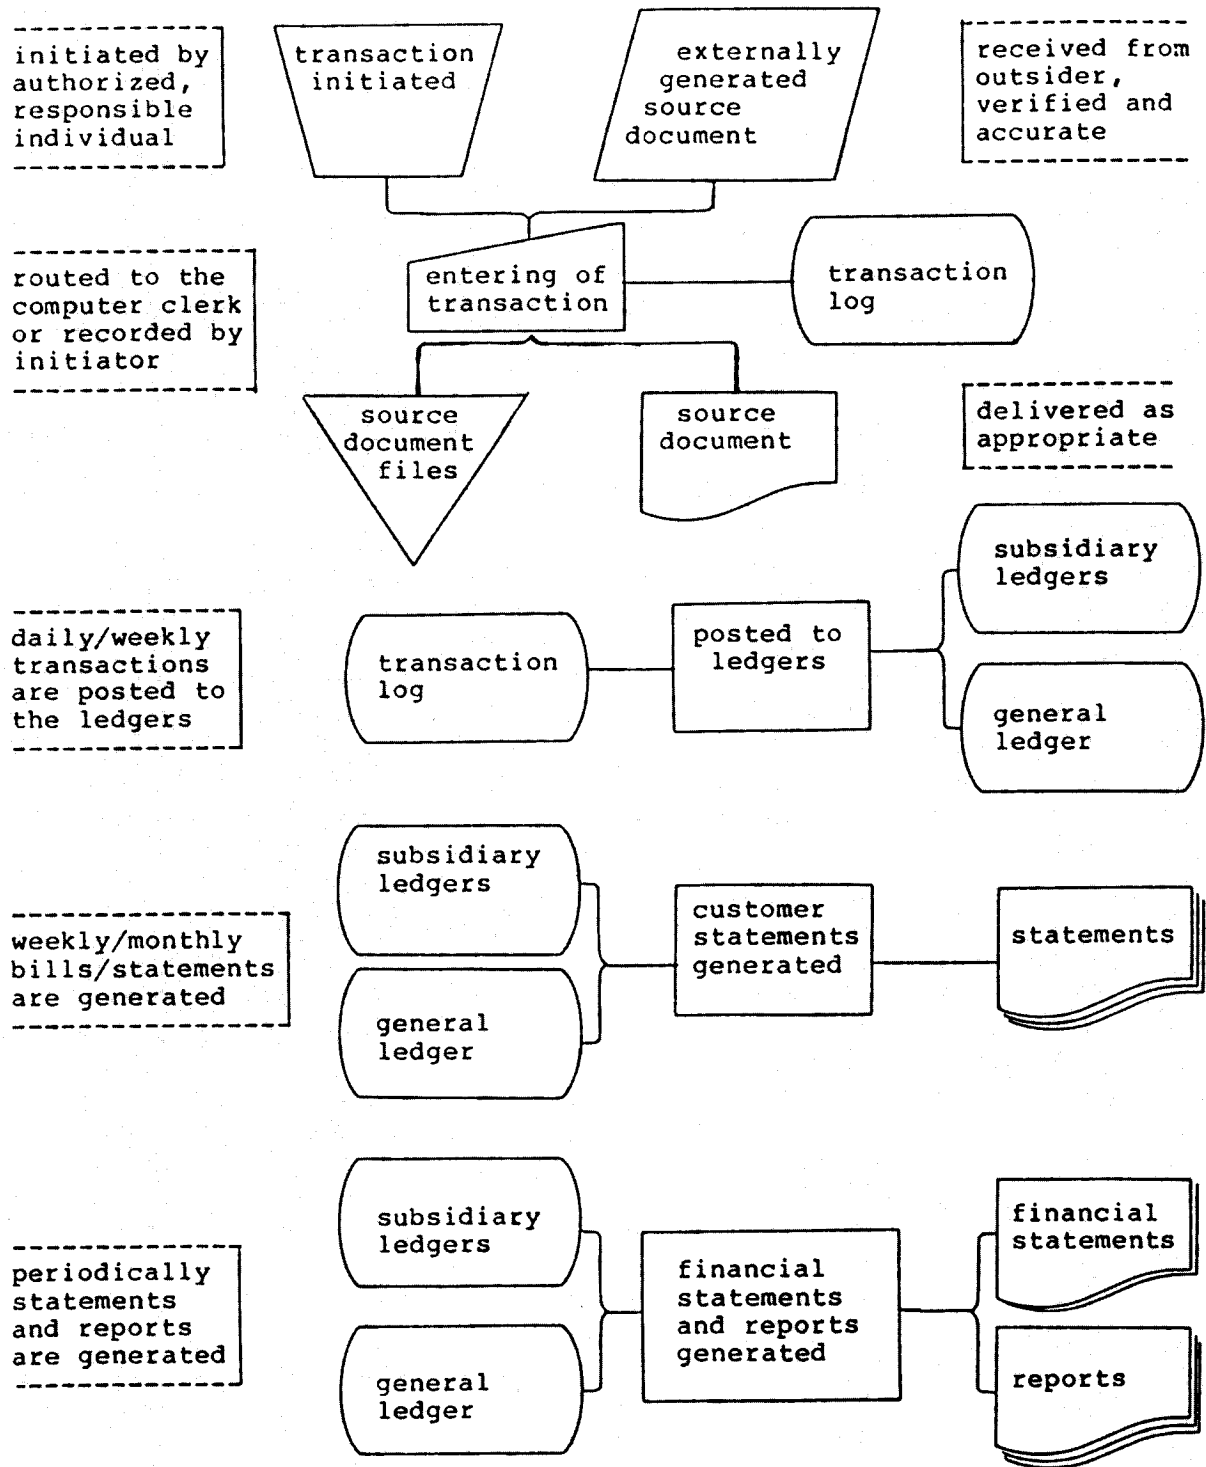 initiated by
authorized,
responsible
individual
transaction
initiated
externally
generated
source
document
received from
outsider,
verified and
accurate
routed to the
computer clerk
or recorded by
initiator
entering of
transaction
transaction
log
source
document
files
source
document
delivered as
appropriate
daily/weekly
transactions
are posted to
the ledgers
transaction
log
posted to
ledgers
subsidiary
ledgers
general
ledger
weekly/monthly
bills/statements
are generated
subsidiary
ledgers
general
ledger
customer
statements
generated
statements
periodically
statements
and reports
are generated
subsidiary
ledgers
general
ledger
financial
statements
and reports
generated
financial
statements
reports